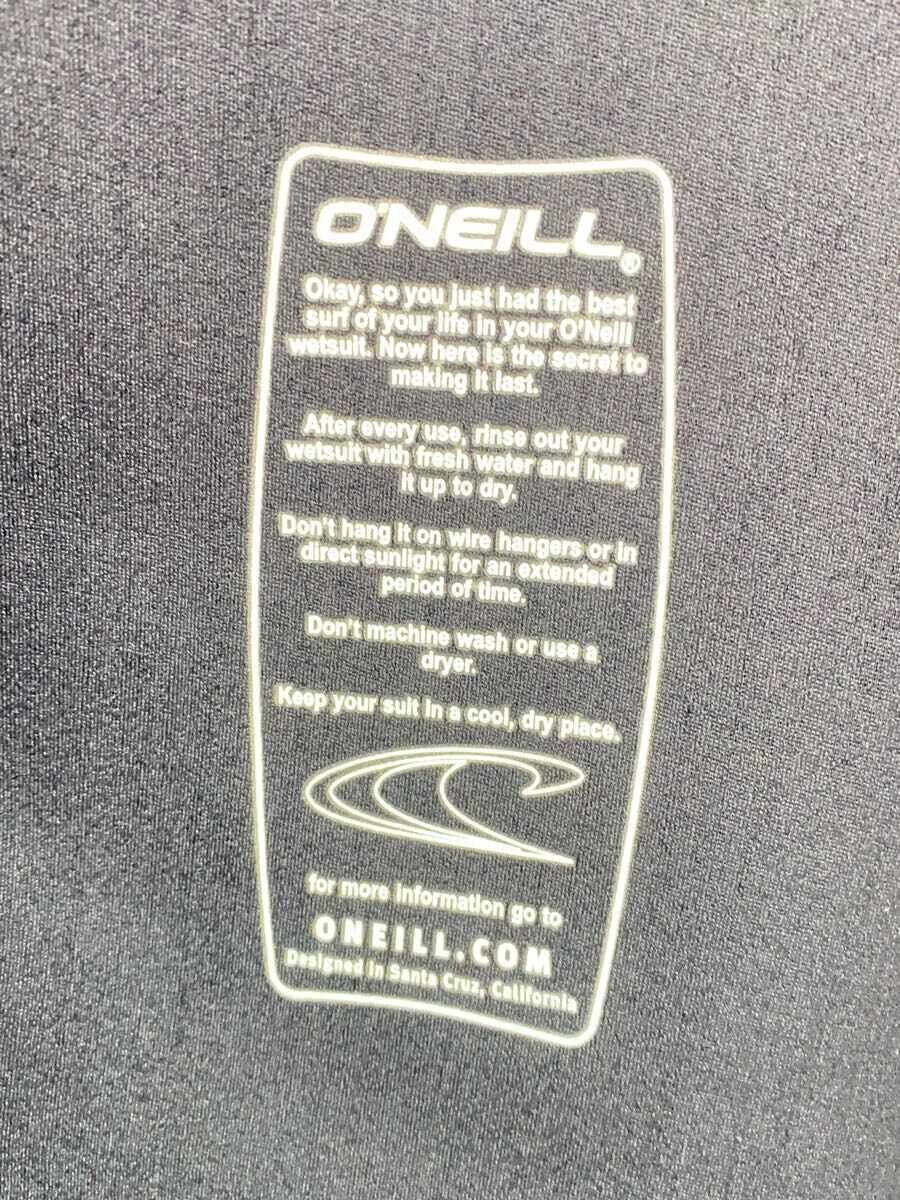 O'NEILL®
Okay, so you just had the best
surf of your life in your O'Neill
wetsuit. Now here is the secret to
making it last.
After every use, rinse out your
wetsuit with fresh water and hang
it up to dry.
Don't hang it on wire hangers or in
direct sunlight for an extended
period of time.
Don't machine wash or use a
dryer.
Keep your suit in a cool, dry place.
for more information go to
ONEILL.COM
Designed in Santa Cruz, California